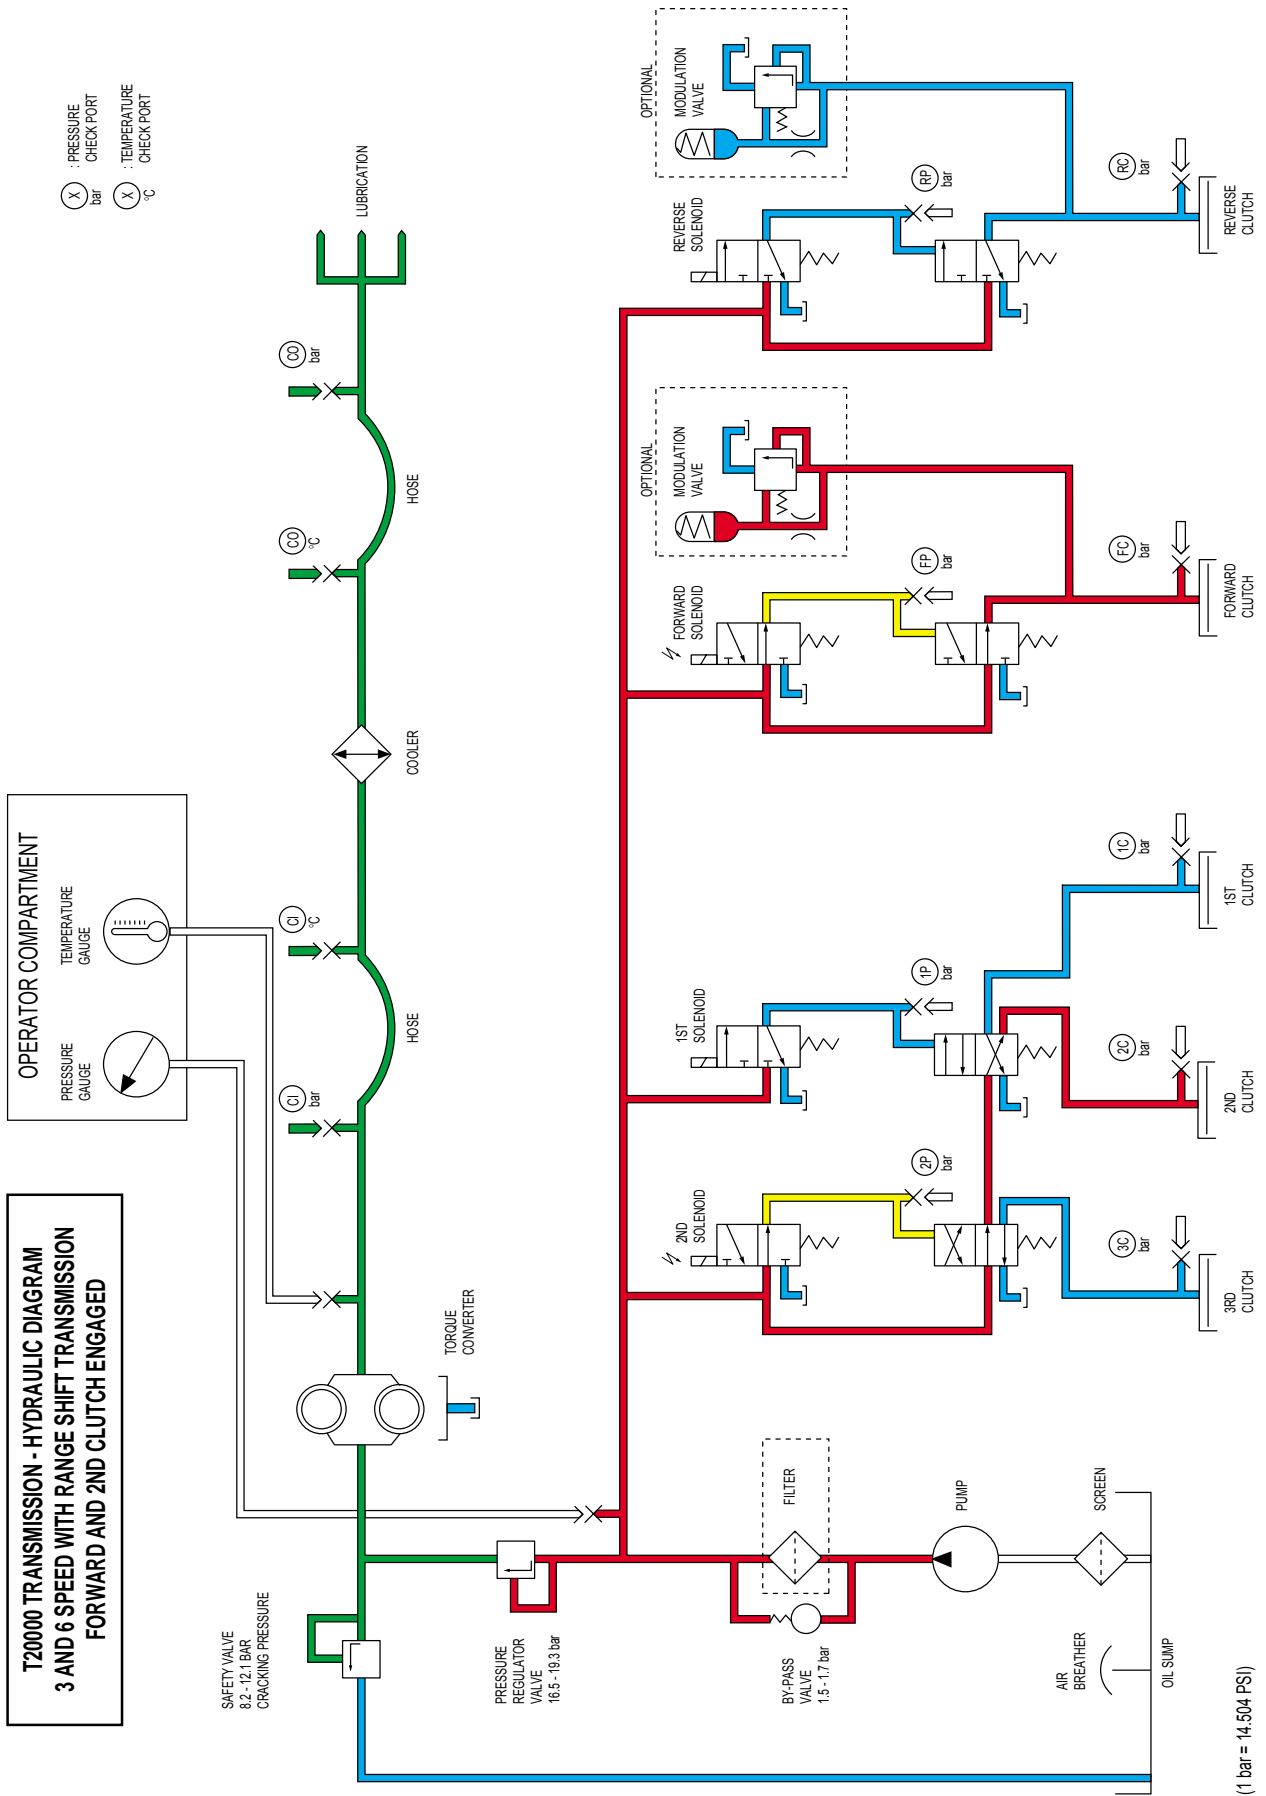 T20000 TRANSMISSION - HYDRAULIC DIAGRAM
3 AND 6 SPEED WITH RANGE SHIFT TRANSMISSION
FORWARD AND 2ND CLUTCH ENGAGED
OPERATOR COMPARTMENT
PRESSURE
GAUGE
TEMPERATURE
GAUGE
X
bar
: PRESSURE
CHECK PORT
X
°C
: TEMPERATURE
CHECK PORT
SAFETY VALVE
8.2 - 12.1 BAR
CRACKING PRESSURE
TORQUE
CONVERTER
CI
bar
HOSE
CI
°C
COOLER
CO
°C
HOSE
CO
bar
LUBRICATION
PRESSURE
REGULATOR
VALVE
16.5 - 19.3 bar
BY-PASS
VALVE
1.5 - 1.7 bar
FILTER
PUMP
SCREEN
AIR
BREATHER
OIL SUMP
2ND
SOLENOID
2P
bar
3C
bar
3RD
CLUTCH
1ST
SOLENOID
1P
bar
2C
bar
2ND
CLUTCH
1C
bar
1ST
CLUTCH
OPTIONAL
MODULATION
VALVE
FORWARD
SOLENOID
FP
bar
FC
bar
FORWARD
CLUTCH
OPTIONAL
MODULATION
VALVE
REVERSE
SOLENOID
RP
bar
RC
bar
REVERSE
CLUTCH
(1 bar = 14.504 PSI)